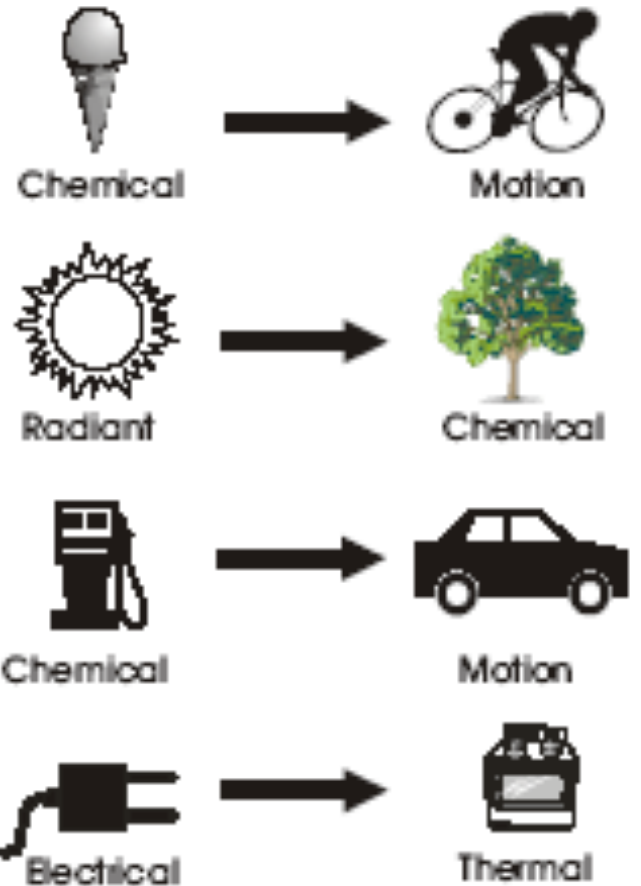 Chemical
Motion
Radiant
Chemical
Chemical
Motion
Electrical
Thermal